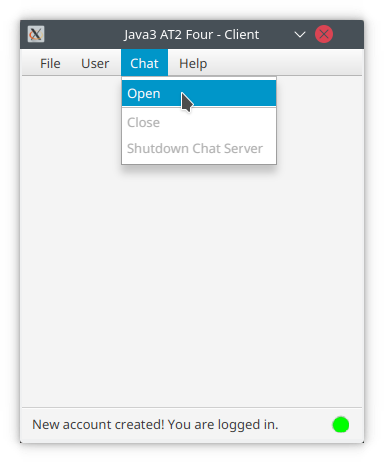 Java3 AT2 Four - Client
File User Chat Help
Open
Close
Shutdown Chat Server
New account created! You are logged in.